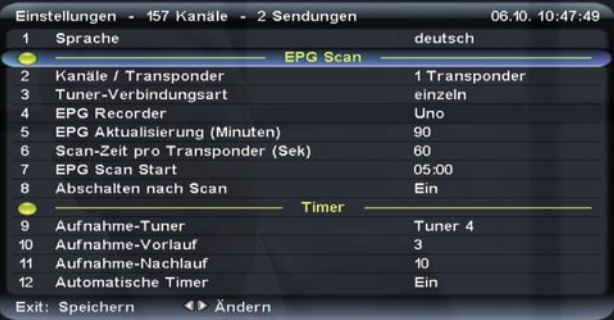 Einstellungen - 157 Kanäle - 2 Sendungen 06.10. 10:47:49
1 Sprache deutsch
EPG Scan
2 Kanäle / Transponder 1 Transponder
3 Tuner-Verbindungsart einzeln
4 EPG Recorder Uno
5 EPG Aktualisierung (Minuten) 90
6 Scan-Zeit pro Transponder (Sek) 60
7 EPG Scan Start 05:00
8 Abschalten nach Scan Ein
Timer
9 Aufnahme-Tuner Tuner 4
10 Aufnahme-Vorlauf 3
11 Aufnahme-Nachlauf 10
12 Automatische Timer Ein
Exit: Speichern Ändern